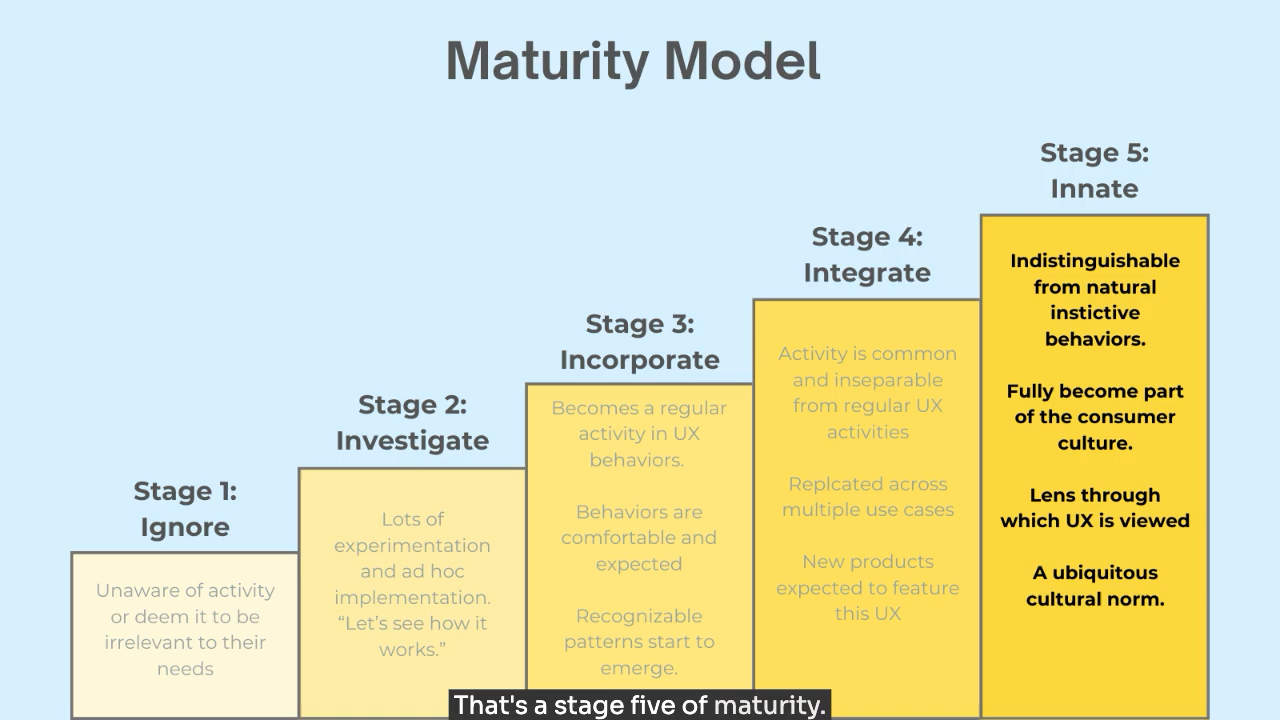 Maturity Model
Stage 1:
Ignore
Unaware of activity
or deem it to be
irrelevant to their
needs
Stage 2:
Investigate
Lots of
experimentation
and ad hoc
implementation.
“Let’s see how it
works.”
Stage 3:
Incorporate
Becomes a regular
activity in UX
behaviors.
Behaviors are
comfortable and
expected
Recognizable
patterns start to
emerge.
Stage 4:
Integrate
Activity is common
and inseparable
from regular UX
activities
Replcated across
multiple use cases
New products
expected to feature
this UX
Stage 5:
Innate
Indistinguishable
from natural
instictive
behaviors.
Fully become part
of the consumer
culture.
Lens through
which UX is viewed
A ubiquitous
cultural norm.
That's a stage five of maturity.